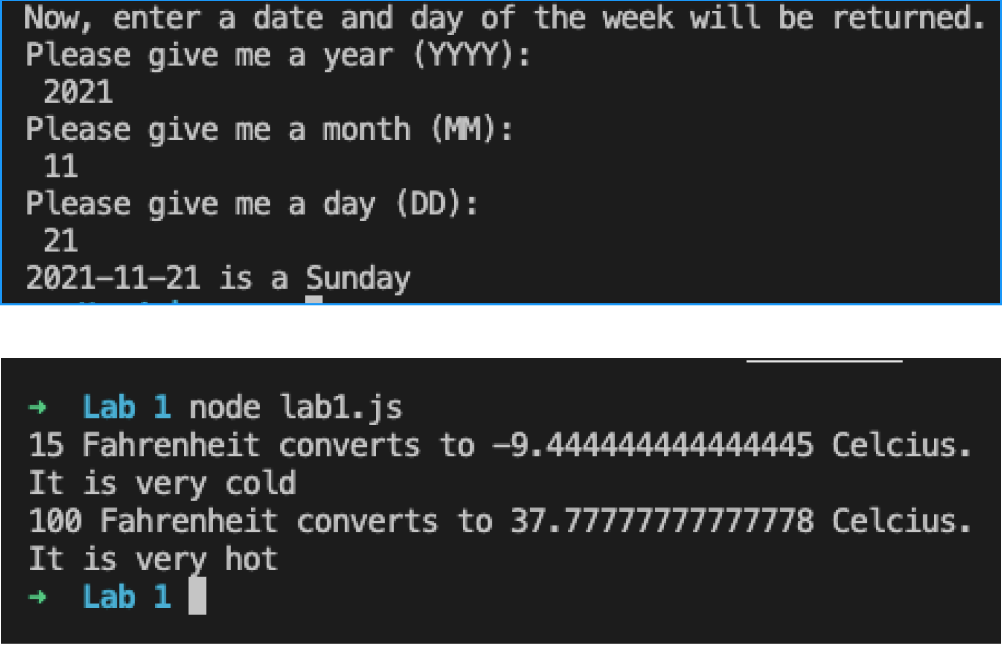 Now, enter a date and day of the week will be returned.
Please give me a year (YYYY):
2021
Please give me a month (MM):
11
Please give me a day (DD):
21
2021-11-21 is a Sunday
➜ Lab 1 node lab1.js
15 Fahrenheit converts to -9.444444444444445 Celcius.
It is very cold
100 Fahrenheit converts to 37.77777777777778 Celcius.
It is very hot
➜ Lab 1